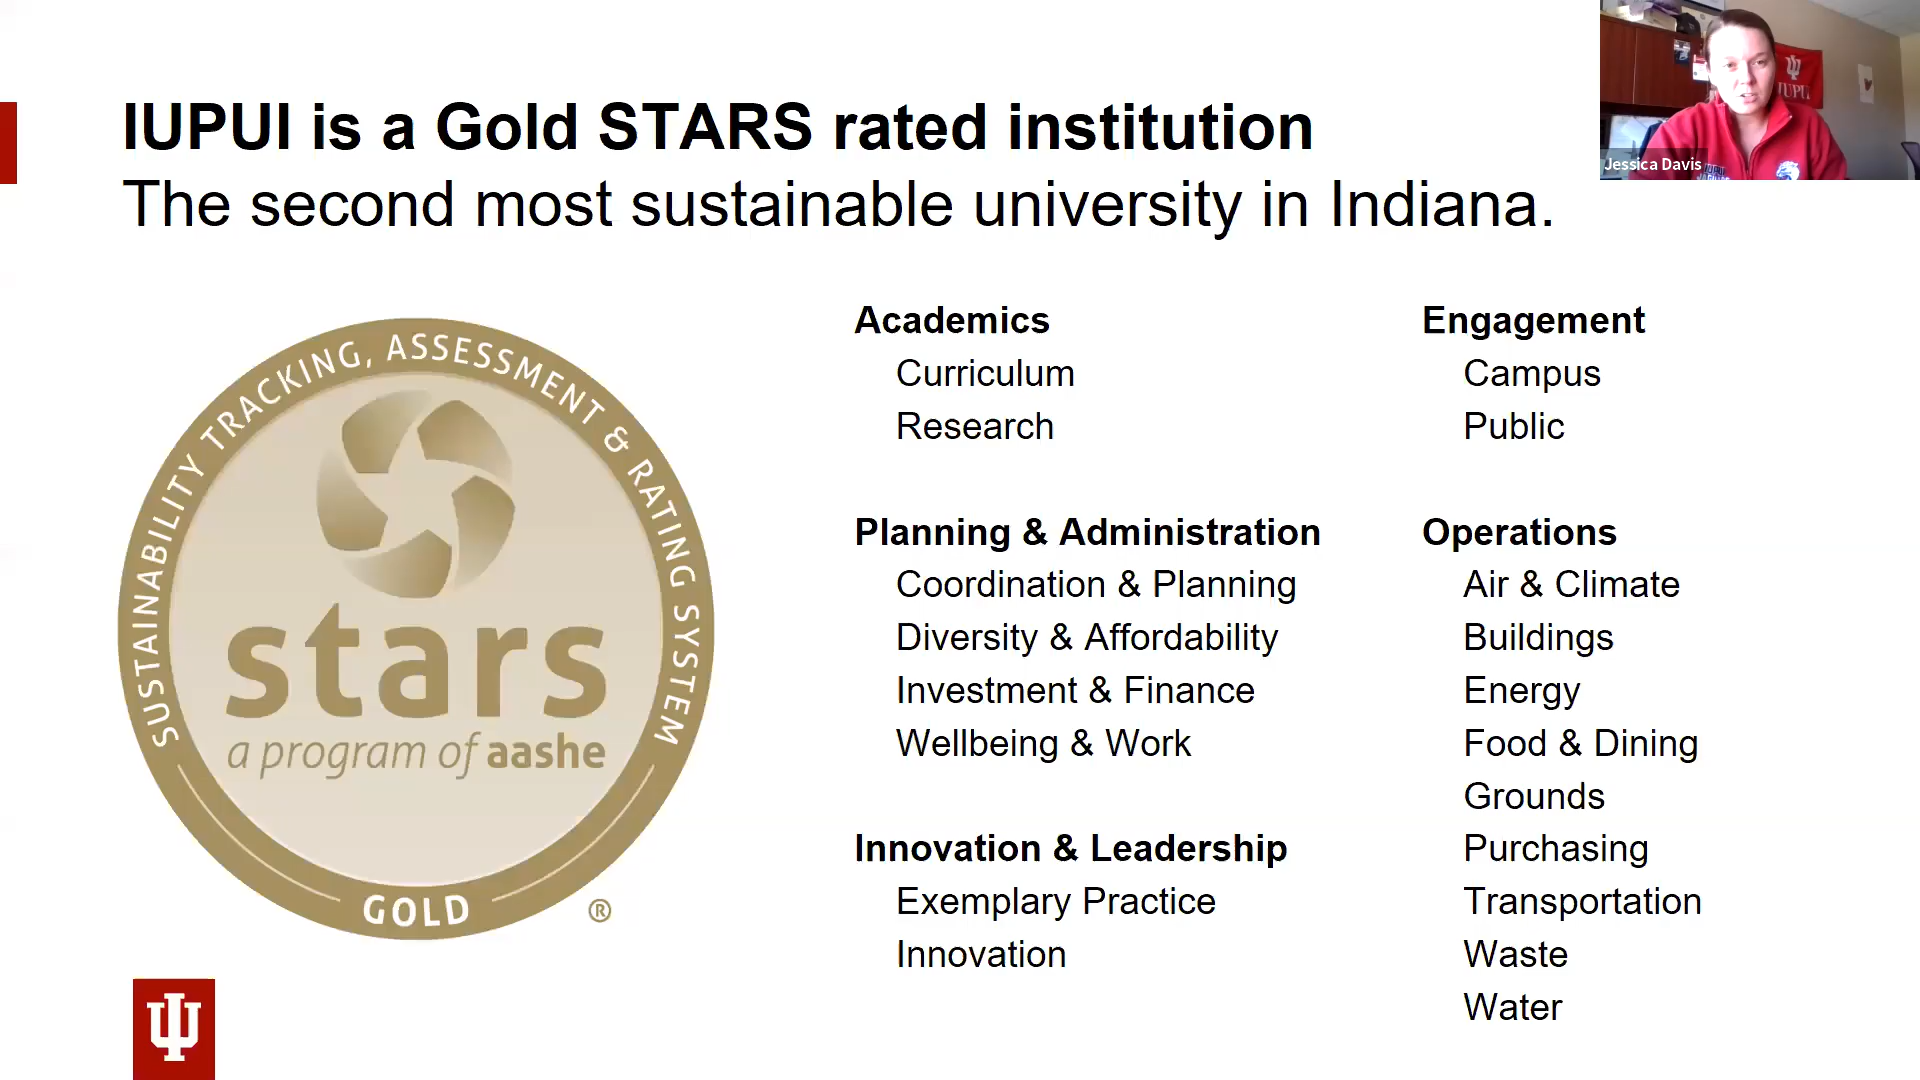 IUPUI is a Gold STARS rated institution
The second most sustainable university in Indiana.
Jessica Davis
IUPUI
SUSTAINABILITY TRACKING, ASSESSMENT & RATING SYSTEM
stars
a program of aashe
GOLD
®
Academics
Curriculum
Research
Planning & Administration
Coordination & Planning
Diversity & Affordability
Investment & Finance
Wellbeing & Work
Innovation & Leadership
Exemplary Practice
Innovation
Engagement
Campus
Public
Operations
Air & Climate
Buildings
Energy
Food & Dining
Grounds
Purchasing
Transportation
Waste
Water